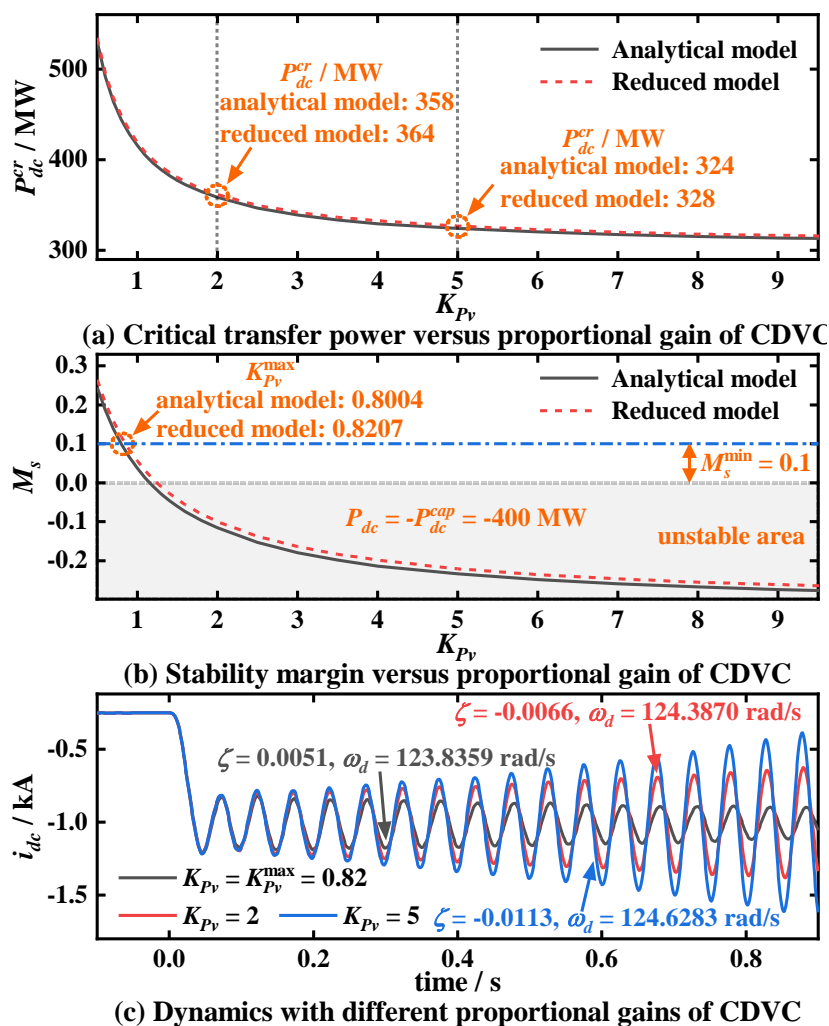 500
400
300
P_dc^cr / MW
Analytical model
Reduced model
P_dc^cr / MW
analytical model: 358
reduced model: 364
P_dc^cr / MW
analytical model: 324
reduced model: 328
1 2 3 4 5 6 7 8 9
K_Pv
(a) Critical transfer power versus proportional gain of CDVC
0.3
0.2
0.1
0.0
-0.1
-0.2
M_s
K_Pv^max
analytical model: 0.8004
reduced model: 0.8207
Analytical model
Reduced model
M_s^min = 0.1
P_dc = -P_dc^cap = -400 MW
unstable area
1 2 3 4 5 6 7 8 9
K_Pv
(b) Stability margin versus proportional gain of CDVC
-0.5
-1.0
-1.5
i_dc / kA
ζ = -0.0066, ω_d = 124.3870 rad/s
ζ = 0.0051, ω_d = 123.8359 rad/s
K_Pv = K_Pv^max = 0.82
K_Pv = 2
K_Pv = 5
ζ = -0.0113, ω_d = 124.6283 rad/s
0.0 0.2 0.4 0.6 0.8
time / s
(c) Dynamics with different proportional gains of CDVC